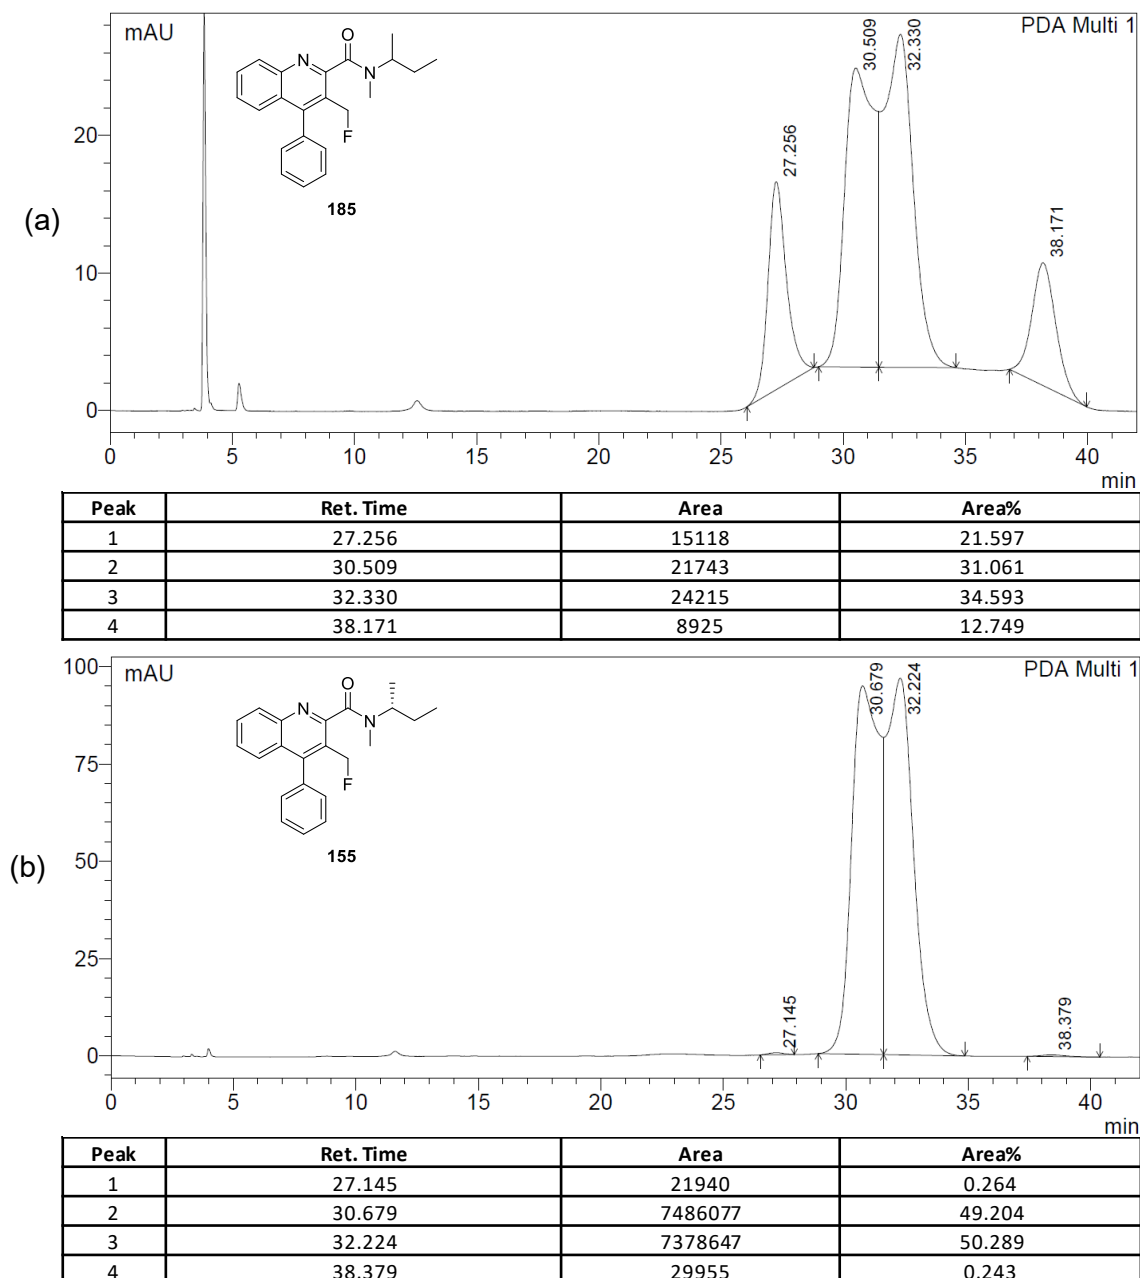 mAU
PDA Multi 1
30.509
32.330
27.256
38.171
N
O
N
F
185
(a)
20
10
0
0 5 10 15 20 25 30 35 40
min
Peak Ret. Time Area Area%
1 27.256 15118 21.597
2 30.509 21743 31.061
3 32.330 24215 34.593
4 38.171 8925 12.749
100
mAU
PDA Multi 1
30.679
32.224
27.145
38.379
N
O
N
F
155
(b)
75
50
25
0
0 5 10 15 20 25 30 35 40
min
Peak Ret. Time Area Area%
1 27.145 21940 0.264
2 30.679 7486077 49.204
3 32.224 7378647 50.289
4 38.379 29955 0.243